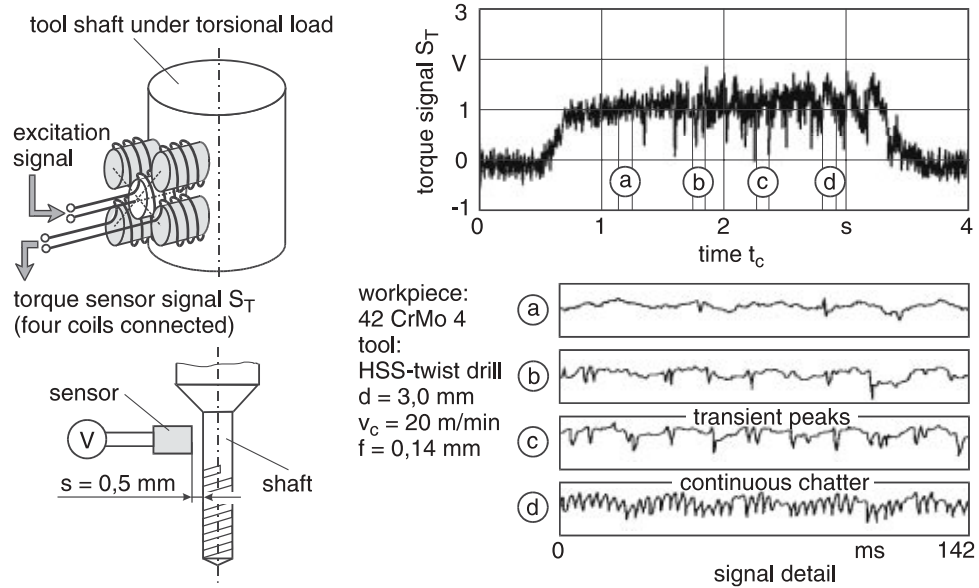 tool shaft under torsional load
excitation
signal
torque sensor signal S_T
(four coils connected)
sensor
V
s = 0,5 mm
shaft
torque signal S_T
3
V
1
0
-1
a
b
c
d
0
1
2
s
4
time t_c
workpiece:
42 CrMo 4
tool:
HSS-twist drill
d = 3,0 mm
v_c = 20 m/min
f = 0,14 mm
a
b
transient peaks
c
continuous chatter
d
0
ms
142
signal detail